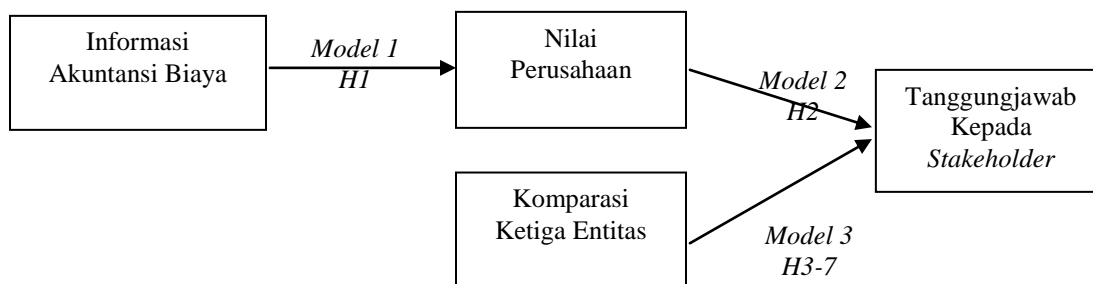 Informasi
Akuntansi Biaya
Model 1
H1
Nilai
Perusahaan
Model 2
H2
Tanggungjawab
Kepada
Stakeholder
Komparasi
Ketiga Entitas
Model 3
H3-7